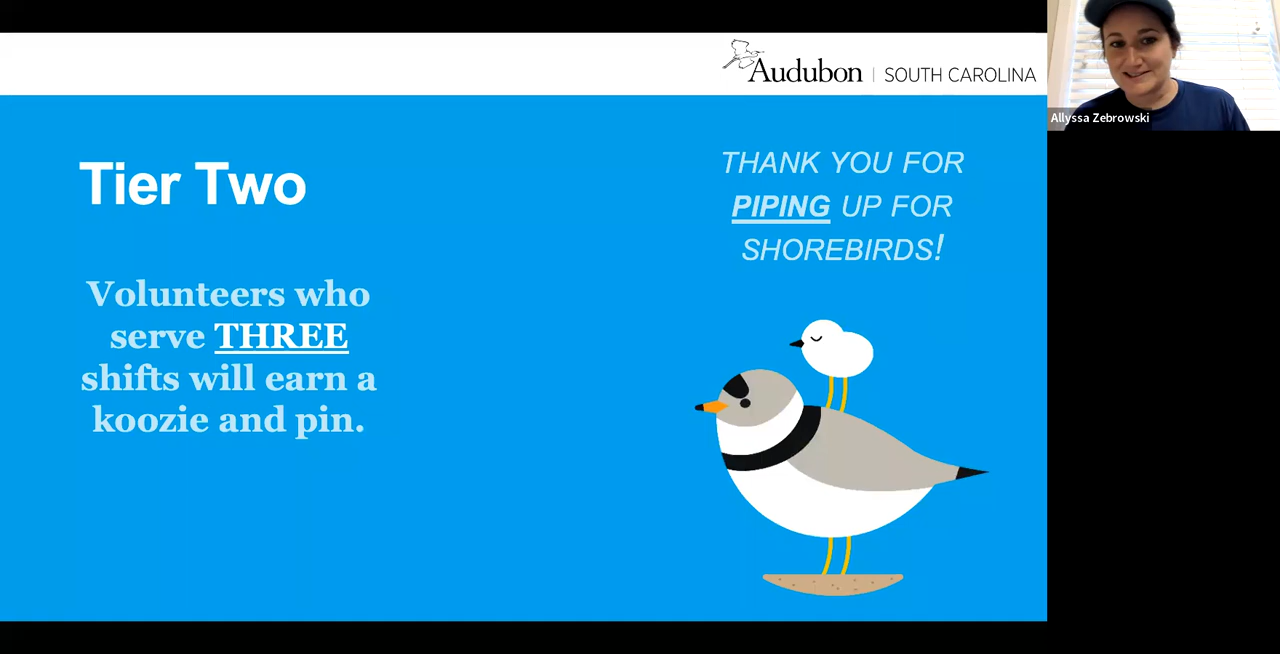 Audubon | SOUTH CAROLINA
Allyssa Zebrowski
Tier Two
Volunteers who
serve THREE
shifts will earn a
koozie and pin.
THANK YOU FOR
PIPING UP FOR
SHOREBIRDS!